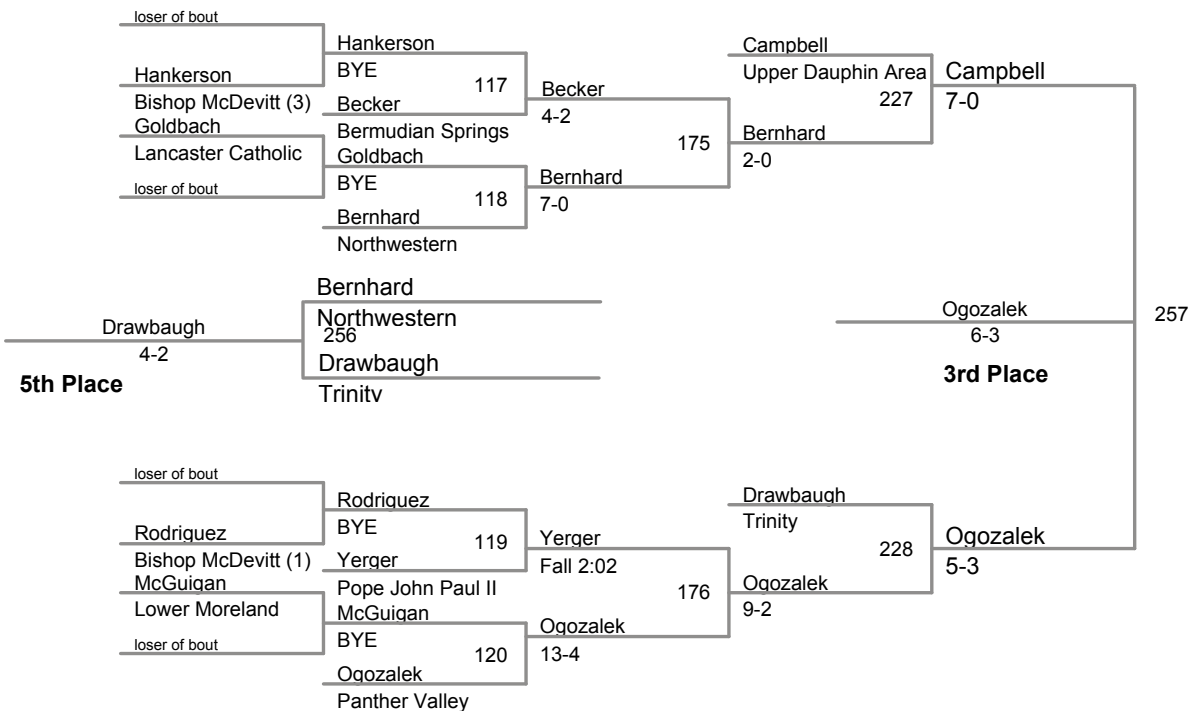 loser of bout
Hankerson
Bishop McDevitt (3)
Goldbach
Lancaster Catholic
loser of bout
Hankerson
BYE
117
Becker
Bermudian Springs
Goldbach
BYE
118
Bernhard
Northwestern
Becker
4-2
175
Bernhard
7-0
Campbell
Upper Dauphin Area
227
Bernhard
2-0
Campbell
7-0
Bernhard
Northwestern
256
Drawbaugh
Trinity
Drawbaugh
4-2
5th Place
Ogozalek
6-3
3rd Place
257
loser of bout
Rodriguez
Bishop McDevitt (1)
McGuigan
Lower Moreland
loser of bout
Rodriguez
BYE
119
Yerger
Pope John Paul II
McGuigan
BYE
120
Ogozalek
Panther Valley
Yerger
Fall 2:02
176
Ogozalek
13-4
Drawbaugh
Trinity
228
Ogozalek
9-2
Ogozalek
5-3